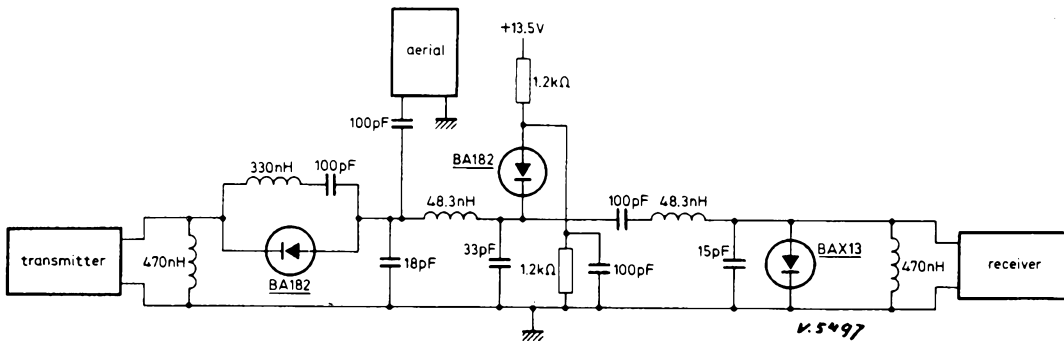 +13.5V
aerial
1.2kΩ
100pF
BA182
330nH
100pF
48.3nH
100pF
48.3nH
transmitter
470nH
BA182
18pF
33pF
1.2kΩ
100pF
15pF
BAX13
470nH
receiver
V.5497